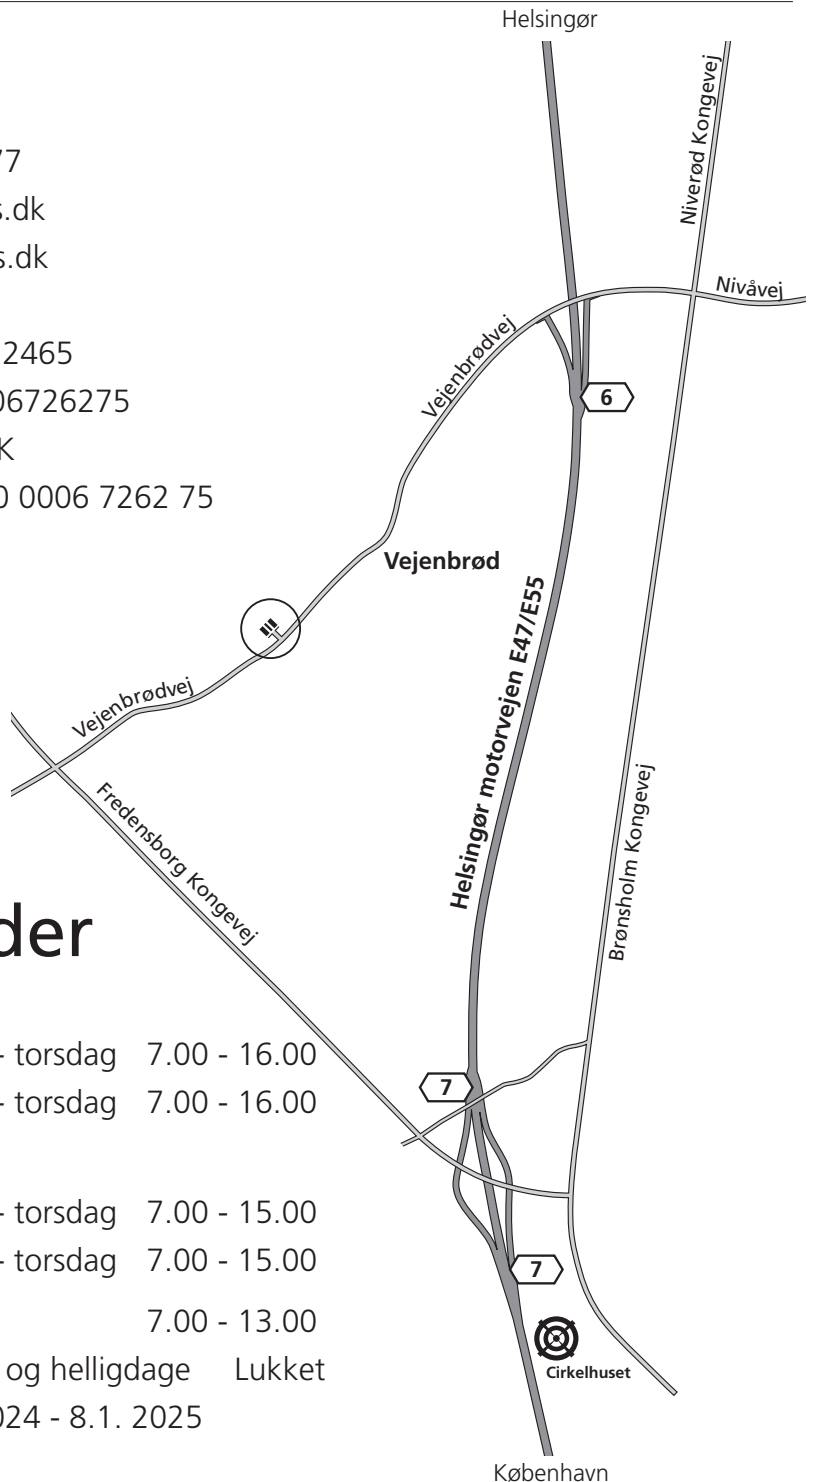 Helsingør
Niverød Kongevej
77
s.dk
s.dk
Nivåvej
2465
Vejenbrødvej
6
06726275
K
0 0006 7262 75
Vejenbrød
Helsingør motorvejen E47/E55
Vejenbrødvej
Fredensborg Kongevej
Brønsholm Kongevej
der
- torsdag 7.00 - 16.00
7
- torsdag 7.00 - 16.00
- torsdag 7.00 - 15.00
- torsdag 7.00 - 15.00
7
7.00 - 13.00
og helligdage Lukket
Cirkelhuset
024 - 8.1. 2025
København